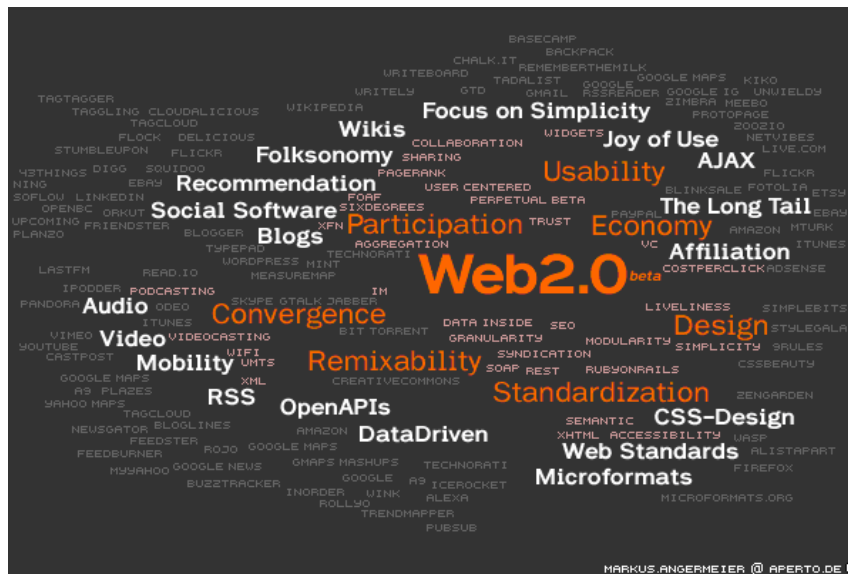 BASECAMP
BACKPACK
CHALK.IT REMEMBERTHEMILK
WRITEBOARD TADALIST GOOGLE GOOGLE MAPS KIKO
WRITELY GTD GMAIL RSSREADER GOOGLE IG UNWIELDY
TAGTAGGER
TAGGLING CLOUDALICIOUS WIKIPEDIA Focus on Simplicity ZIMBRA MEEBO
PROTOPAGE
TAGCLOUD Wikis WIDGETS Joy of Use ZOOZIO
FLOCK DELICIOUS COLLABORATION NETVIBES
STUMBLEUPON FLICKR Folksonomy SHARING AJAX LIVE.COM
43THINGS DIGG SQUIDOO PAGERANK Usability FLICKR
NING EBAY Recommendation USER CENTERED BLINKSALE FOTOLIA ETSY
SOFLOW LINKEDIN FOAF PERPETUAL BETA
OPENBC ORKUT Social Software SIXDEGREES The Long Tail EBAY
UPCOMING FRIENDSTER XFN Participation TRUST PAYPAL Economy AMAZON MTURK
PLANZO BLOGGER Blogs AGGREGATION VC ITUNES
TYPEPAD TECHNORATI Affiliation
WORDPRESS MINT
LASTFM READ.IO MEASUREMAP Web2.0 beta COSTPERCLICK ADSENSE
IPODDER PODCASTING IM
PANDORA Audio ODEO SKYPE GTALK JABBER LIVELINESS SIMPLEBITS
ITUNES Convergence DATA INSIDE SEO Design STYLEGALA
VIMEO Video VIDEOCASTING BIT TORRENT GRANULARITY MODULARITY SIMPLICITY 9RULES
YOUTUBE
CASTPOST Mobility WIFI UMTS Remixability SYNDICATION CSSBEAUTY
SOAP REST RUBYONRAILS
GOOGLE MAPS XML CREATIVECOMMONS
A9 PLAZES RSS Standardization ZENGARDEN
YAHOO MAPS OpenAPIs
TAGCLOUD SEMANTIC CSS-Design
NEWSGATOR BLOGLINES AMAZON DataDriven XHTML ACCESSIBILITY WASP
FEEDSTER ROJO GOOGLE MAPS Web Standards ALISTAPART
FEEDBURNER
MYYAHOO GOOGLE NEWS GMAPS MASHUPS TECHNORATI FIREFOX
BUZZTRACKER GOOGLE A9 ICEROCKET Microformats
INORDER WINK ALEXA MICROFORMATS.ORG
ROLLYO
TRENDMAPPER
PUBSUB
MARKUS.ANGERMEIER @ APERTO.DE